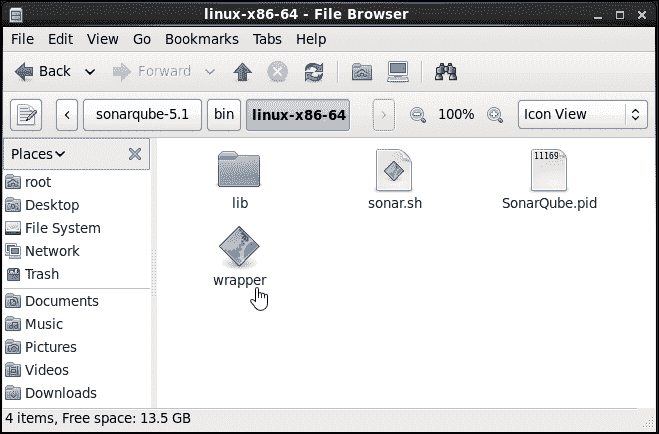 linux-x86-64 - File Browser
File Edit View Go Bookmarks Tabs Help
Back Forward
sonarqube-5.1 bin linux-x86-64 100% Icon View
Places
root
Desktop
File System
Network
Trash
Documents
Music
Pictures
Videos
Downloads
lib
sonar.sh
11169
SonarQube.pid
wrapper
4 items, Free space: 13.5 GB